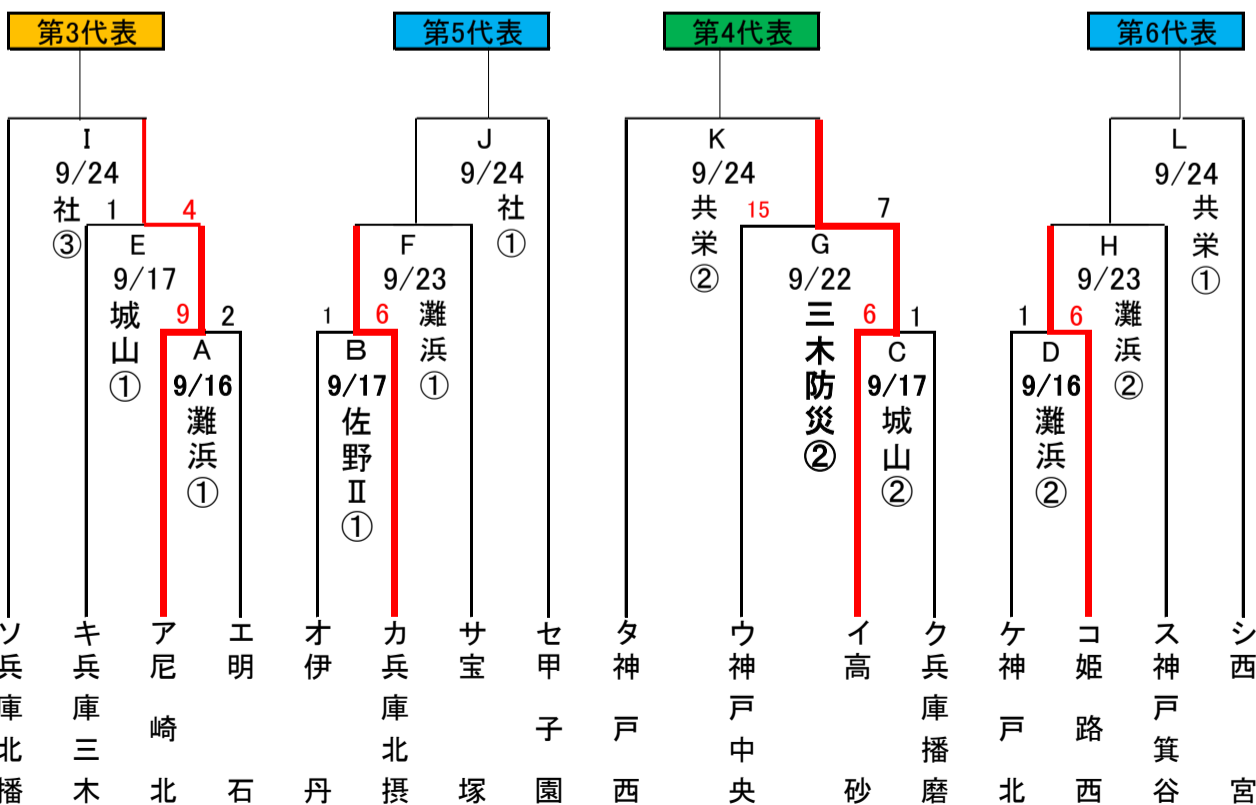 第3代表
第5代表
第4代表
第6代表
I
9/24
社
③
J
9/24
社
①
K
9/24
共栄
②
L
9/24
共栄
①
1
4
E
9/17
城山
①
F
9/23
灘浜
①
15
7
G
9/22
三木防災
②
H
9/23
灘浜
②
9
2
A
9/16
灘浜
①
1
6
B
9/17
佐野Ⅱ
①
6
1
C
9/17
城山
②
1
6
D
9/16
灘浜
②
ソ兵庫北播
キ兵庫三木
ア尼崎北
エ明石
オ伊丹
カ兵庫北摂
サ宝塚
セ甲子園
タ神戸西
ウ神戸中央
イ高砂
ク兵庫播磨
ケ神戸北
コ姫路西
ス神戸箕谷
シ西宮